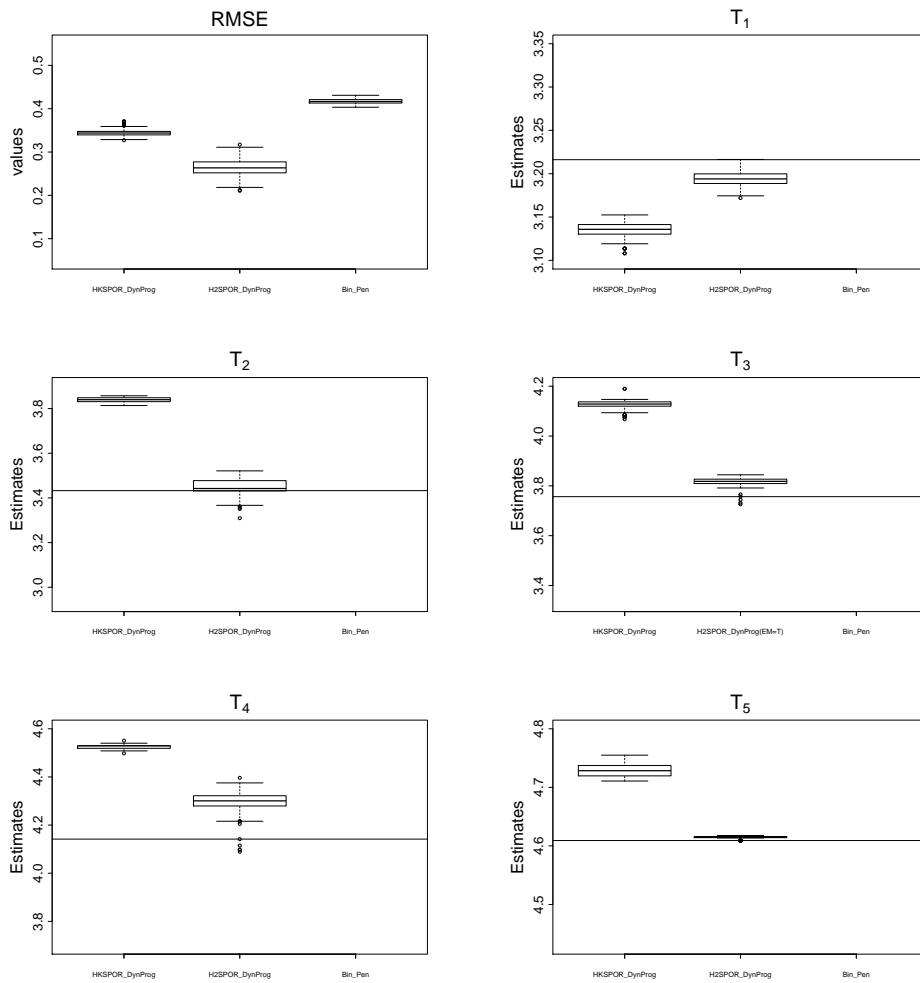 RMSE
values
0.1 0.2 0.3 0.4 0.5
HKSPOR_DynProg H2SPOR_DynProg Bin_Pen
T1
Estimates
3.10 3.15 3.20 3.25 3.30 3.35
HKSPOR_DynProg H2SPOR_DynProg Bin_Pen
T2
Estimates
3.0 3.2 3.4 3.6 3.8
HKSPOR_DynProg H2SPOR_DynProg Bin_Pen
T3
Estimates
3.4 3.6 3.8 4.0 4.2
HKSPOR_DynProg H2SPOR_DynProg(EM=T) Bin_Pen
T4
Estimates
3.8 4.0 4.2 4.4 4.6
HKSPOR_DynProg H2SPOR_DynProg Bin_Pen
T5
Estimates
4.5 4.6 4.7 4.8
HKSPOR_DynProg H2SPOR_DynProg Bin_Pen